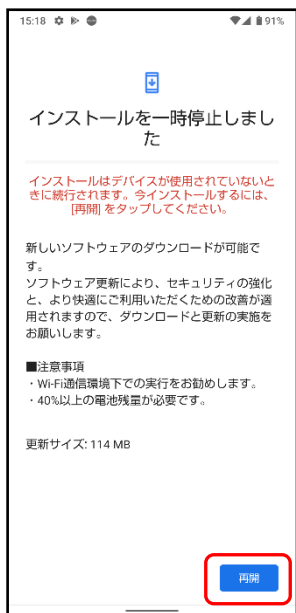 15:18 91%
インストールを一時停止しまし
た
インストールはデバイスが使用されていないと
きに続行されます。今インストールするには、
[再開] をタップしてください。
新しいソフトウェアのダウンロードが可能で
す。
ソフトウェア更新により、セキュリティの強化
と、より快適にご利用いただくための改善が適
用されますので、ダウンロードと更新の実施を
お願いします。
■注意事項
・Wi-Fi通信環境下での実行をお勧めします。
・40%以上の電池残量が必要です。
更新サイズ: 114 MB
再開